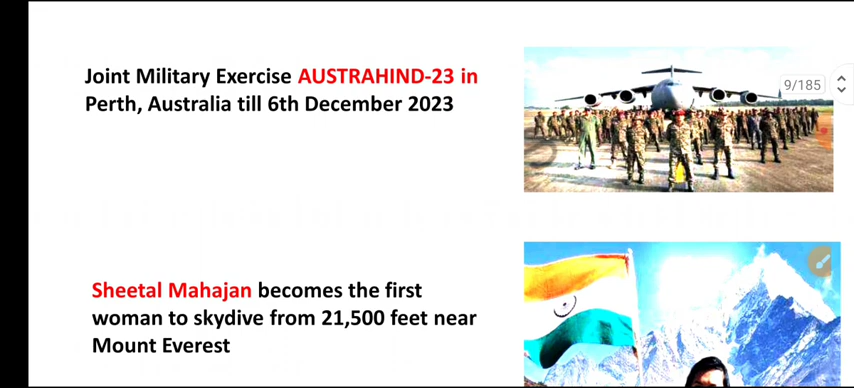 Joint Military Exercise AUSTRAHIND-23 in
Perth, Australia till 6th December 2023
9/185
Sheetal Mahajan becomes the first
woman to skydive from 21,500 feet near
Mount Everest